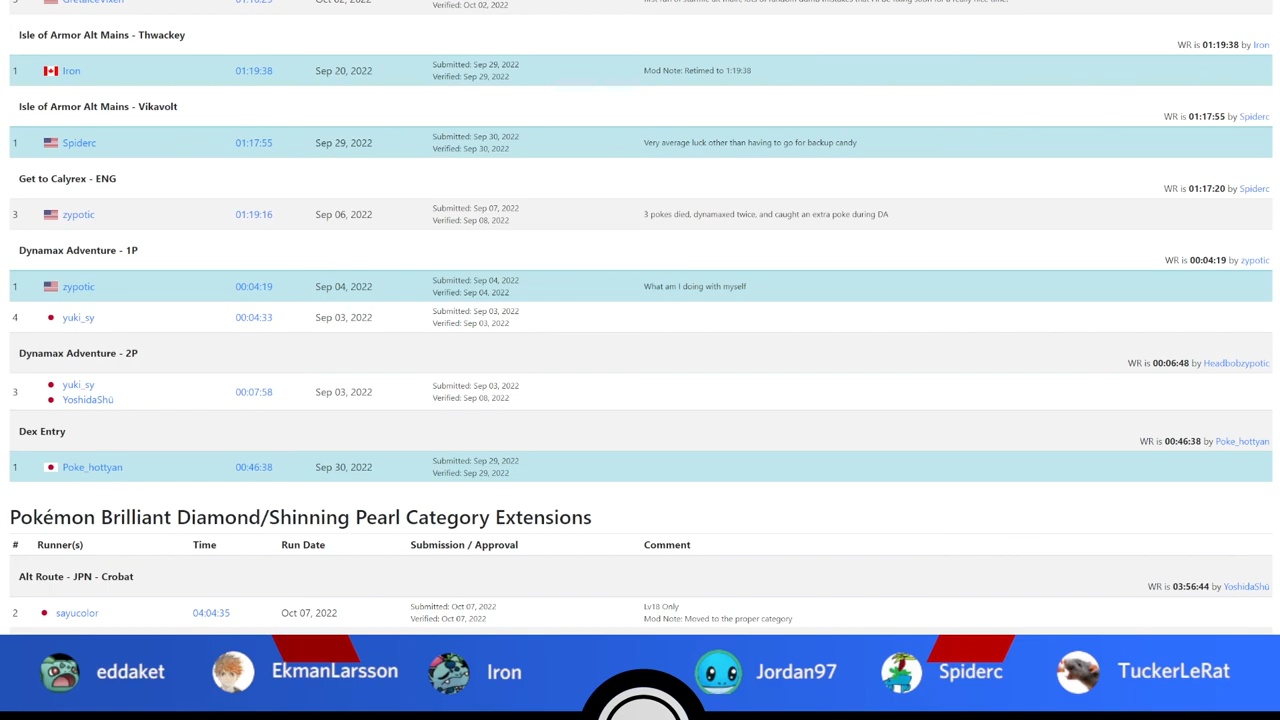 Verified: Oct 02, 2022
Isle of Armor Alt Mains - Thwackey
WR is 01:19:38 by Iron
1 Iron 01:19:38 Sep 20, 2022 Submitted: Sep 29, 2022 Mod Note: Retimed to 1:19:38
Verified: Sep 29, 2022
Isle of Armor Alt Mains - Vikavolt
WR is 01:17:55 by Spiderc
1 Spiderc 01:17:55 Sep 29, 2022 Submitted: Sep 30, 2022 Very average luck other than having to go for backup candy
Verified: Sep 30, 2022
Get to Calyrex - ENG
WR is 01:17:20 by Spiderc
3 zypotic 01:19:16 Sep 06, 2022 Submitted: Sep 07, 2022 3 pokes died, dynamaxed twice, and caught an extra poke during DA
Verified: Sep 08, 2022
Dynamax Adventure - 1P
WR is 00:04:19 by zypotic
1 zypotic 00:04:19 Sep 04, 2022 Submitted: Sep 04, 2022 What am I doing with myself
Verified: Sep 04, 2022
4 yuki_sy 00:04:33 Sep 03, 2022 Submitted: Sep 03, 2022
Verified: Sep 03, 2022
Dynamax Adventure - 2P
WR is 00:06:48 by Headbobzypotic
3 yuki_sy 00:07:58 Sep 03, 2022 Submitted: Sep 03, 2022
YoshidaShū Verified: Sep 08, 2022
Dex Entry
WR is 00:46:38 by Poke_hottyan
1 Poke_hottyan 00:46:38 Sep 30, 2022 Submitted: Sep 29, 2022
Verified: Sep 29, 2022
Pokémon Brilliant Diamond/Shinning Pearl Category Extensions
# Runner(s) Time Run Date Submission / Approval Comment
Alt Route - JPN - Crobat
WR is 03:56:44 by YoshidaShū
2 sayucolor 04:04:35 Oct 07, 2022 Submitted: Oct 07, 2022 Lv18 Only
Verified: Oct 07, 2022 Mod Note: Moved to the proper category
eddaket EkmanLarsson Iron Jordan97 Spiderc TuckerLeRat